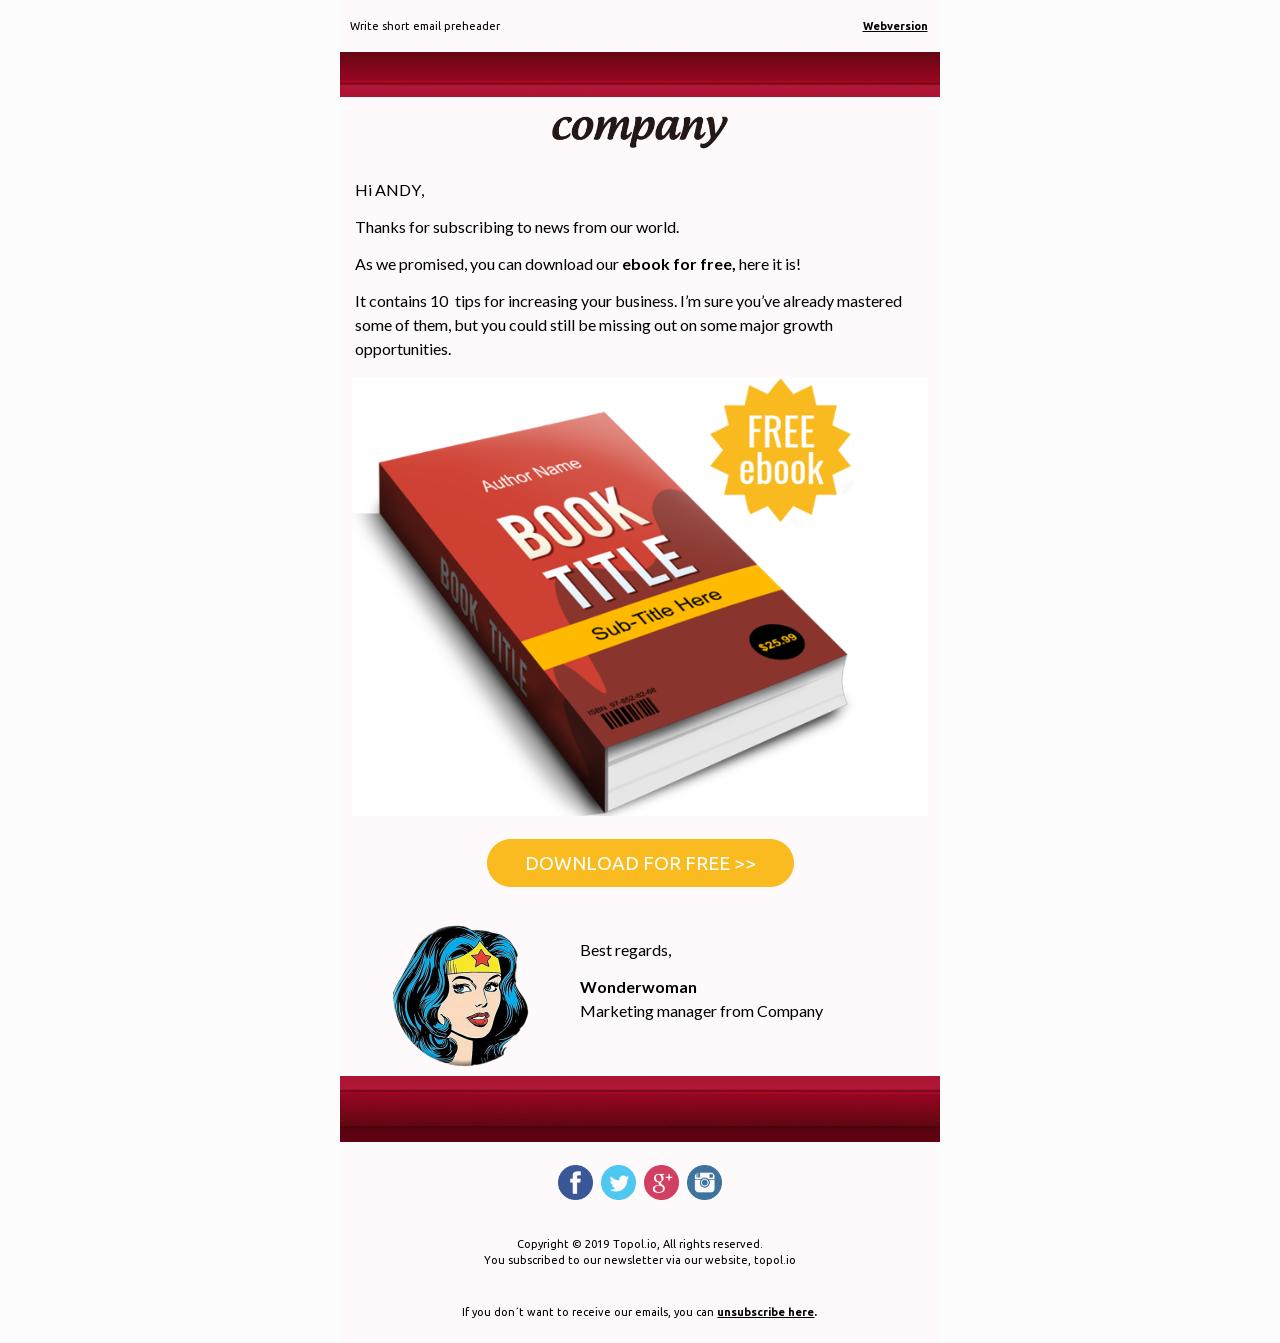 Write short email preheader
Webversion
company
Hi ANDY,
Thanks for subscribing to news from our world.
As we promised, you can download our ebook for free, here it is!
It contains 10  tips for increasing your business. I’m sure you’ve already mastered
some of them, but you could still be missing out on some major growth
opportunities.
FREE
ebook
Author Name
BOOK
TITLE
Sub-Title Here
$25.99
BOOK TITLE
ISBN 97-852-82-68
DOWNLOAD FOR FREE >>
Best regards,
Wonderwoman
Marketing manager from Company
Copyright © 2019 Topol.io, All rights reserved.
You subscribed to our newsletter via our website, topol.io
If you don´t want to receive our emails, you can unsubscribe here.